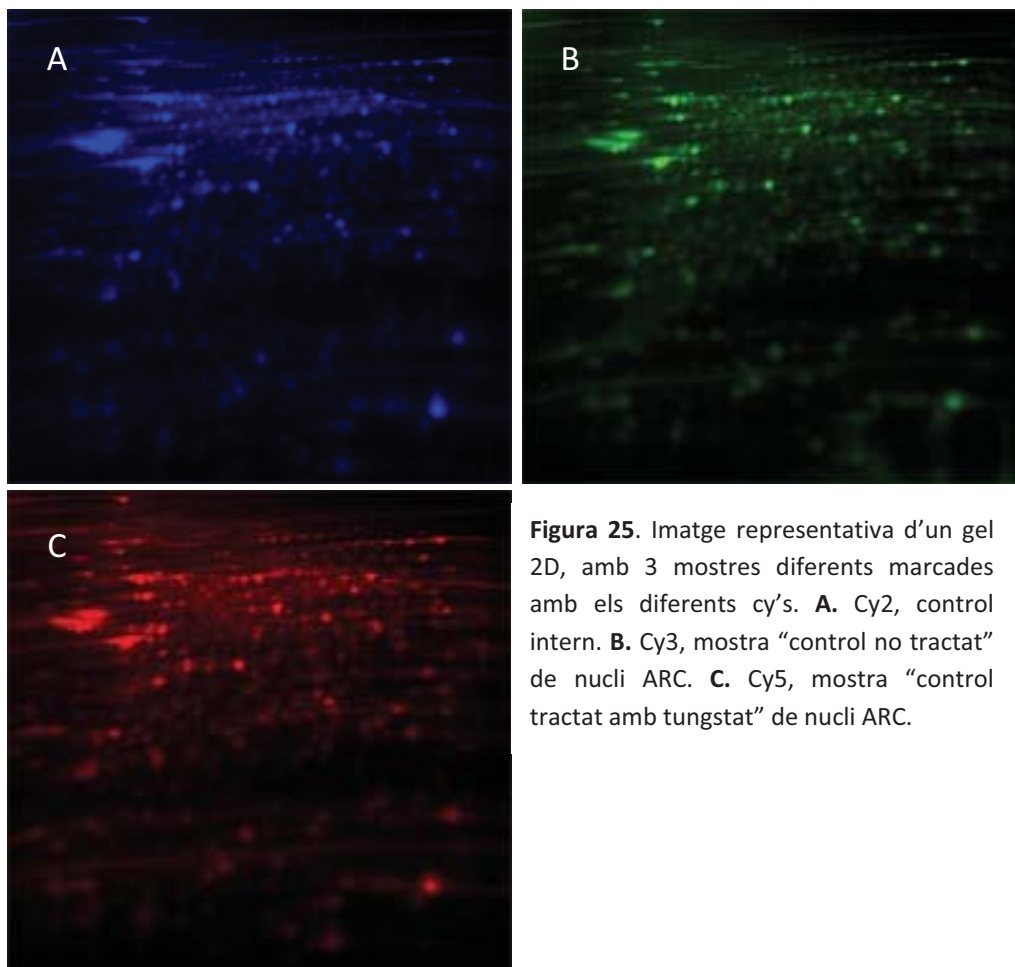 A
B
C
Figura 25. Imatge representativa d’un gel
2D, amb 3 mostres diferents marcades
amb els diferents cy’s. A. Cy2, control
intern. B. Cy3, mostra “control no tractat”
de nucli ARC. C. Cy5, mostra “control
tractat amb tungstat” de nucli ARC.